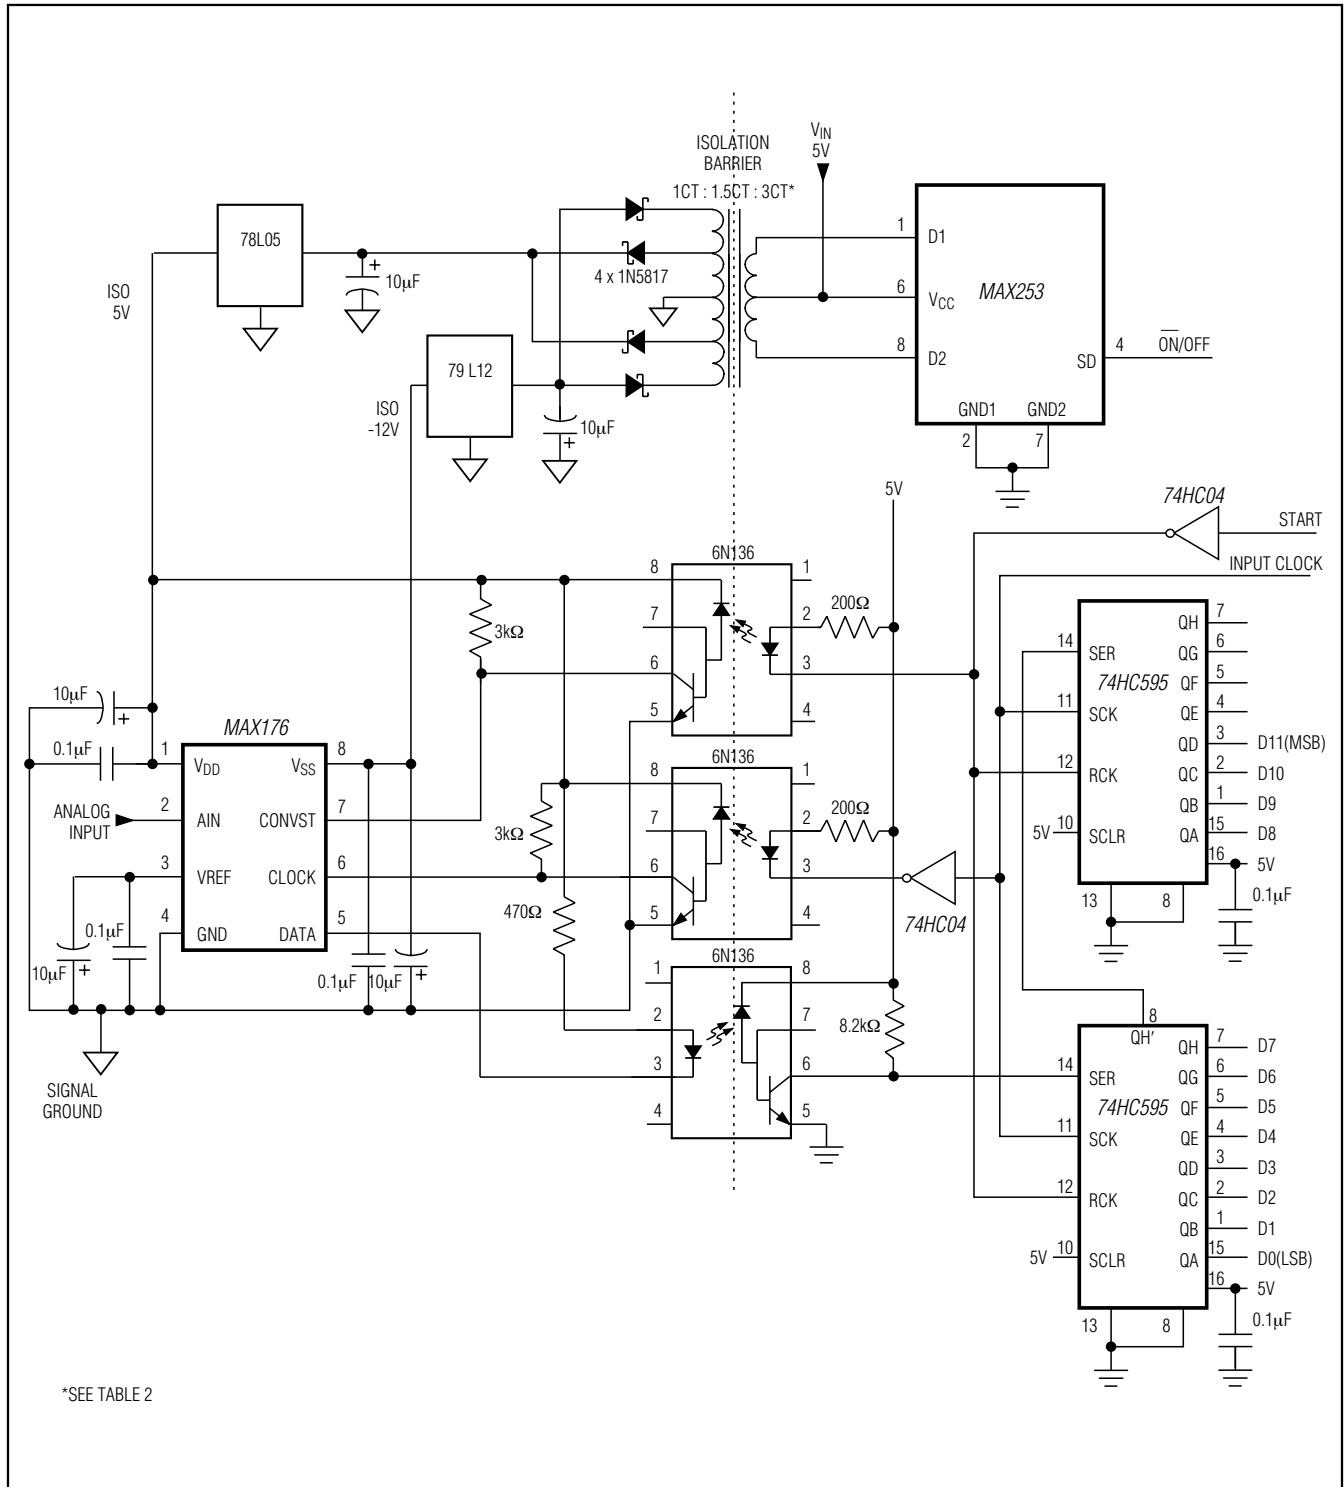 ISOLATION
BARRIER
1CT : 1.5CT : 3CT*
VIN
5V
78L05
10µF
+
4 x 1N5817
ISO
5V
79 L12
ISO
-12V
10µF
+
1
D1
6
VCC
8
D2
MAX253
SD
4
ON/OFF
GND1
GND2
2
7
5V
74HC04
START
INPUT CLOCK
6N136
8
7
6
5
1
2
3
4
200Ω
3kΩ
10µF
+
0.1µF
MAX176
1
VDD
VSS
8
ANALOG
INPUT
2
AIN
CONVST
7
3
VREF
CLOCK
6
4
GND
DATA
5
0.1µF
10µF
+
0.1µF
10µF
+
SIGNAL
GROUND
3kΩ
470Ω
6N136
8
7
6
5
1
2
3
4
200Ω
74HC04
6N136
1
2
3
4
8
7
6
5
8.2kΩ
14
SER
74HC595
11
SCK
12
RCK
5V
10
SCLR
QH
7
QG
6
QF
5
QE
4
QD
3
D11(MSB)
QC
2
D10
QB
1
D9
QA
15
D8
16
5V
0.1µF
13
8
8
QH'
14
SER
74HC595
11
SCK
12
RCK
5V
10
SCLR
QH
7
D7
QG
6
D6
QF
5
D5
QE
4
D4
QD
3
D3
QC
2
D2
QB
1
D1
QA
15
D0(LSB)
16
5V
0.1µF
13
8
*SEE TABLE 2